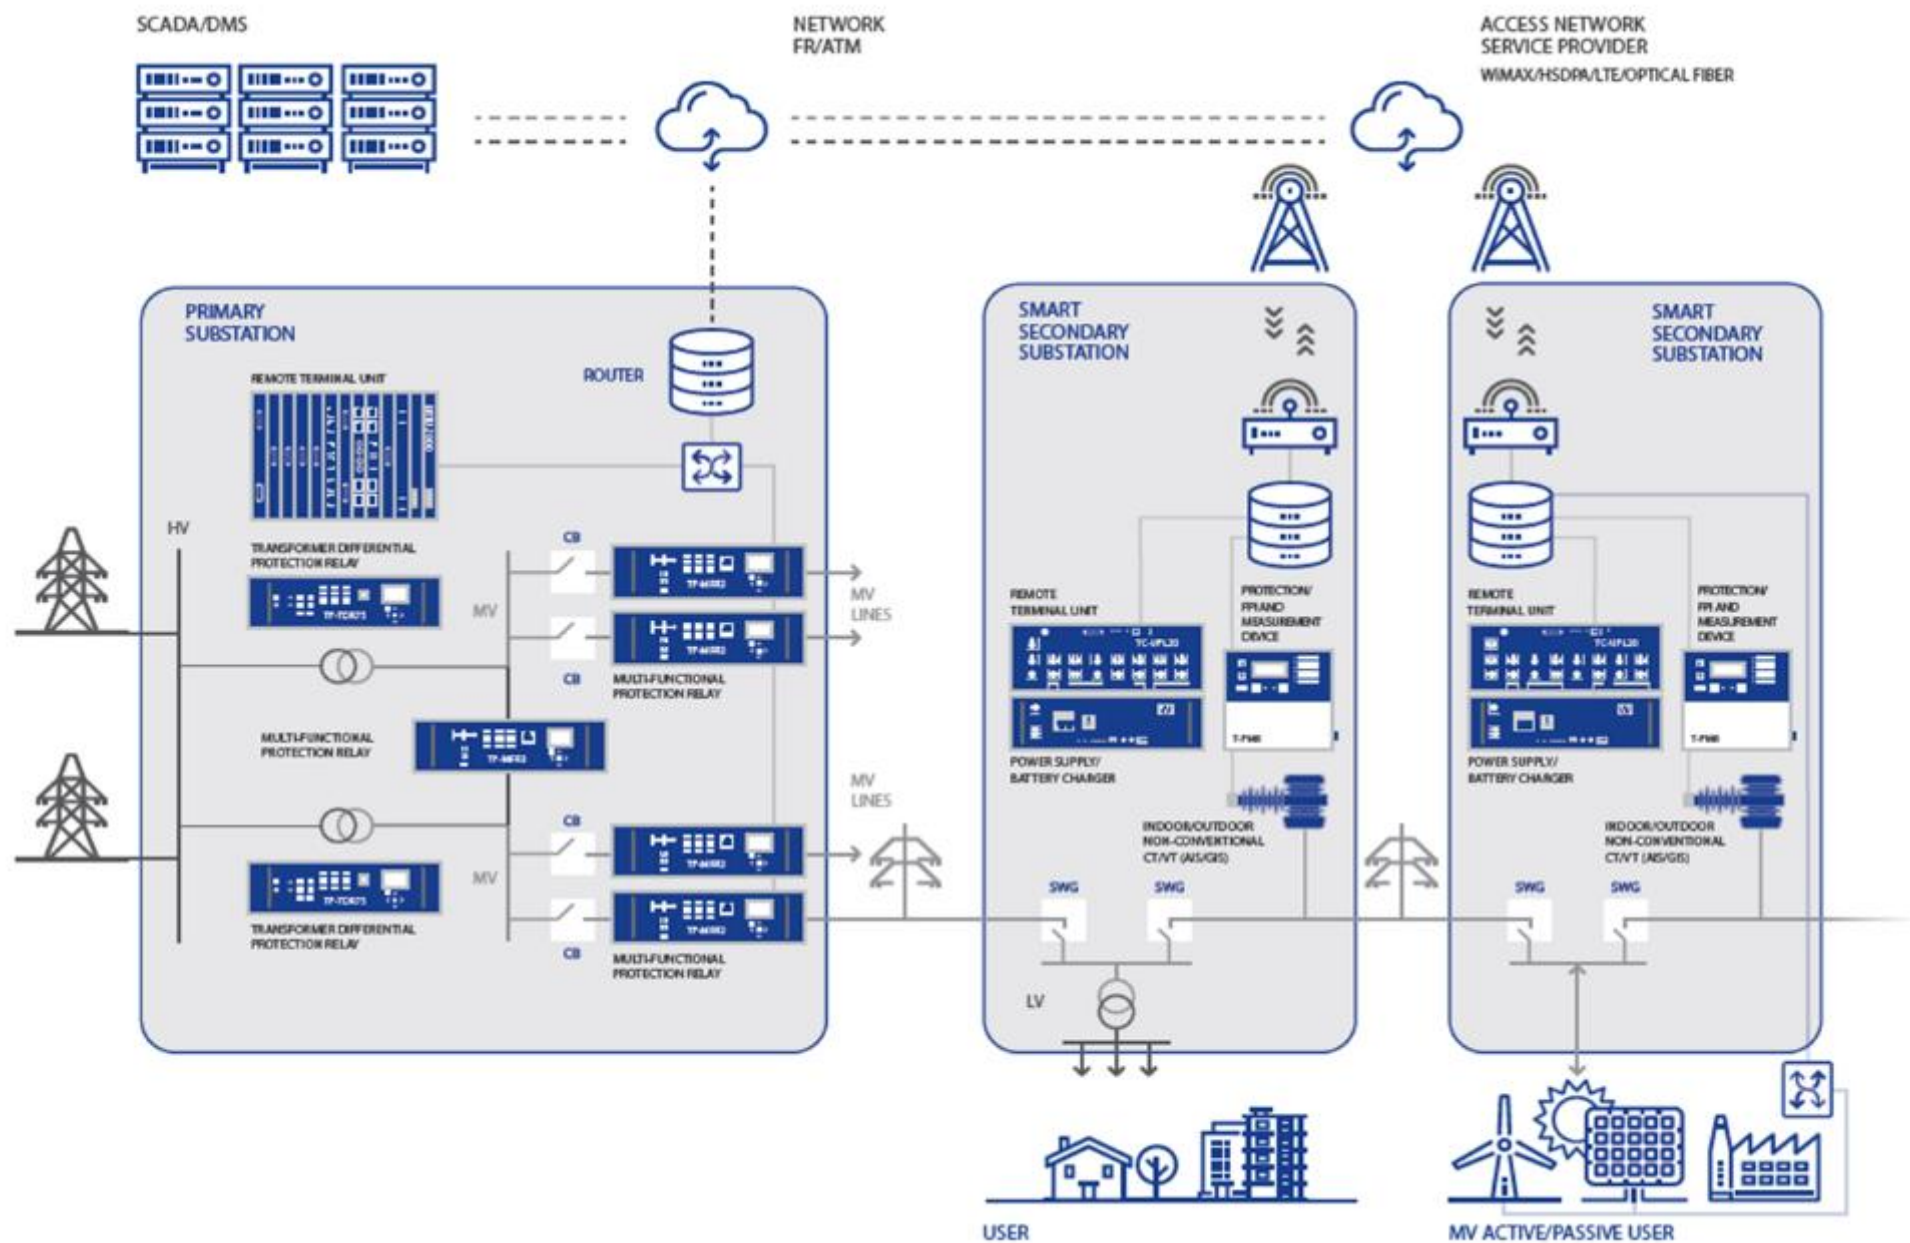 SCADA/DMS
NETWORK
FR/ATM
ACCESS NETWORK
SERVICE PROVIDER
WiMAX/HSDPA/LTE/OPTICAL FIBER
PRIMARY
SUBSTATION
REMOTE TERMINAL UNIT
ROUTER
HV
TRANSFORMER DIFFERENTIAL
PROTECTION RELAY
MV
CB
CB
MV
LINES
MULTI-FUNCTIONAL
PROTECTION RELAY
MULTI-FUNCTIONAL
PROTECTION RELAY
MV
LINES
CB
MV
CB
TRANSFORMER DIFFERENTIAL
PROTECTION RELAY
MULTI-FUNCTIONAL
PROTECTION RELAY
SMART
SECONDARY
SUBSTATION
REMOTE
TERMINAL UNIT
TC-UPL20
PROTECTION/
FPI AND
MEASUREMENT
DEVICE
POWER SUPPLY/
BATTERY CHARGER
INDOOR/OUTDOOR
NON-CONVENTIONAL
CT/VT (AIS/GIS)
SWG
SWG
LV
USER
SMART
SECONDARY
SUBSTATION
REMOTE
TERMINAL UNIT
TC-UPL20
PROTECTION/
FPI AND
MEASUREMENT
DEVICE
POWER SUPPLY/
BATTERY CHARGER
INDOOR/OUTDOOR
NON-CONVENTIONAL
CT/VT (AIS/GIS)
SWG
SWG
MV ACTIVE/PASSIVE USER